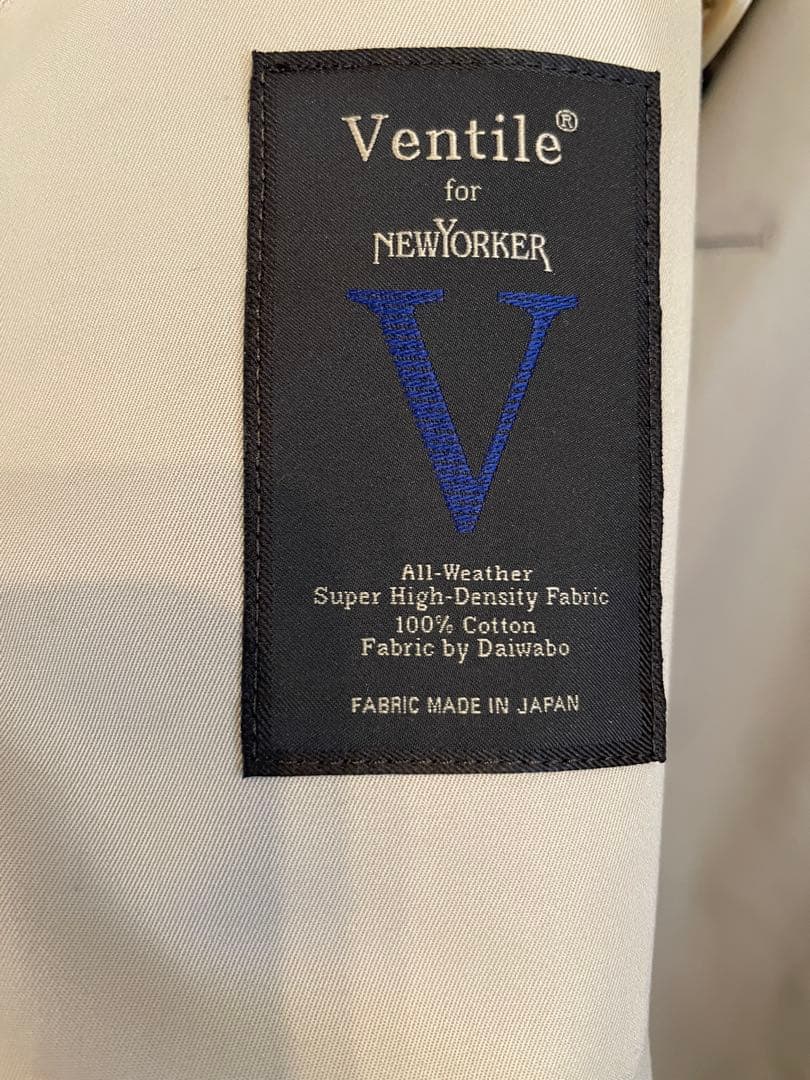 Ventile®
for
NEWYORKER
V
All-Weather
Super High-Density Fabric
100% Cotton
Fabric by Daiwabo
FABRIC MADE IN JAPAN